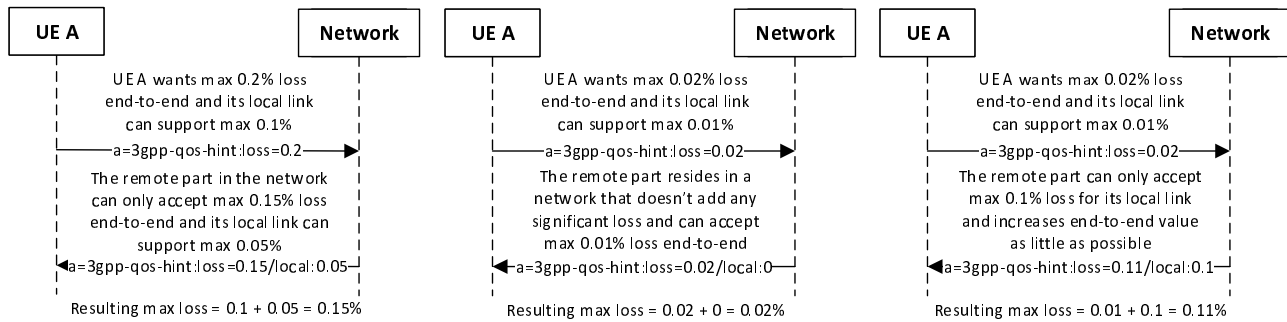 UE A
Network
UE A wants max 0.2% loss
end-to-end and its local link
can support max 0.1%
a=3gpp-qos-hint:loss=0.2
The remote part in the network
can only accept max 0.15% loss
end-to-end and its local link can
support max 0.05%
a=3gpp-qos-hint:loss=0.15/local:0.05
Resulting max loss = 0.1 + 0.05 = 0.15%
UE A
Network
UE A wants max 0.02% loss
end-to-end and its local link
can support max 0.01%
a=3gpp-qos-hint:loss=0.02
The remote part resides in a
network that doesn't add any
significant loss and can accept
max 0.01% loss end-to-end
a=3gpp-qos-hint:loss=0.02/local:0
Resulting max loss = 0.02 + 0 = 0.02%
UE A
Network
UE A wants max 0.02% loss
end-to-end and its local link
can support max 0.01%
a=3gpp-qos-hint:loss=0.02
The remote part can only accept
max 0.1% loss for its local link
and increases end-to-end value
as little as possible
a=3gpp-qos-hint:loss=0.11/local:0.1
Resulting max loss = 0.01 + 0.1 = 0.11%